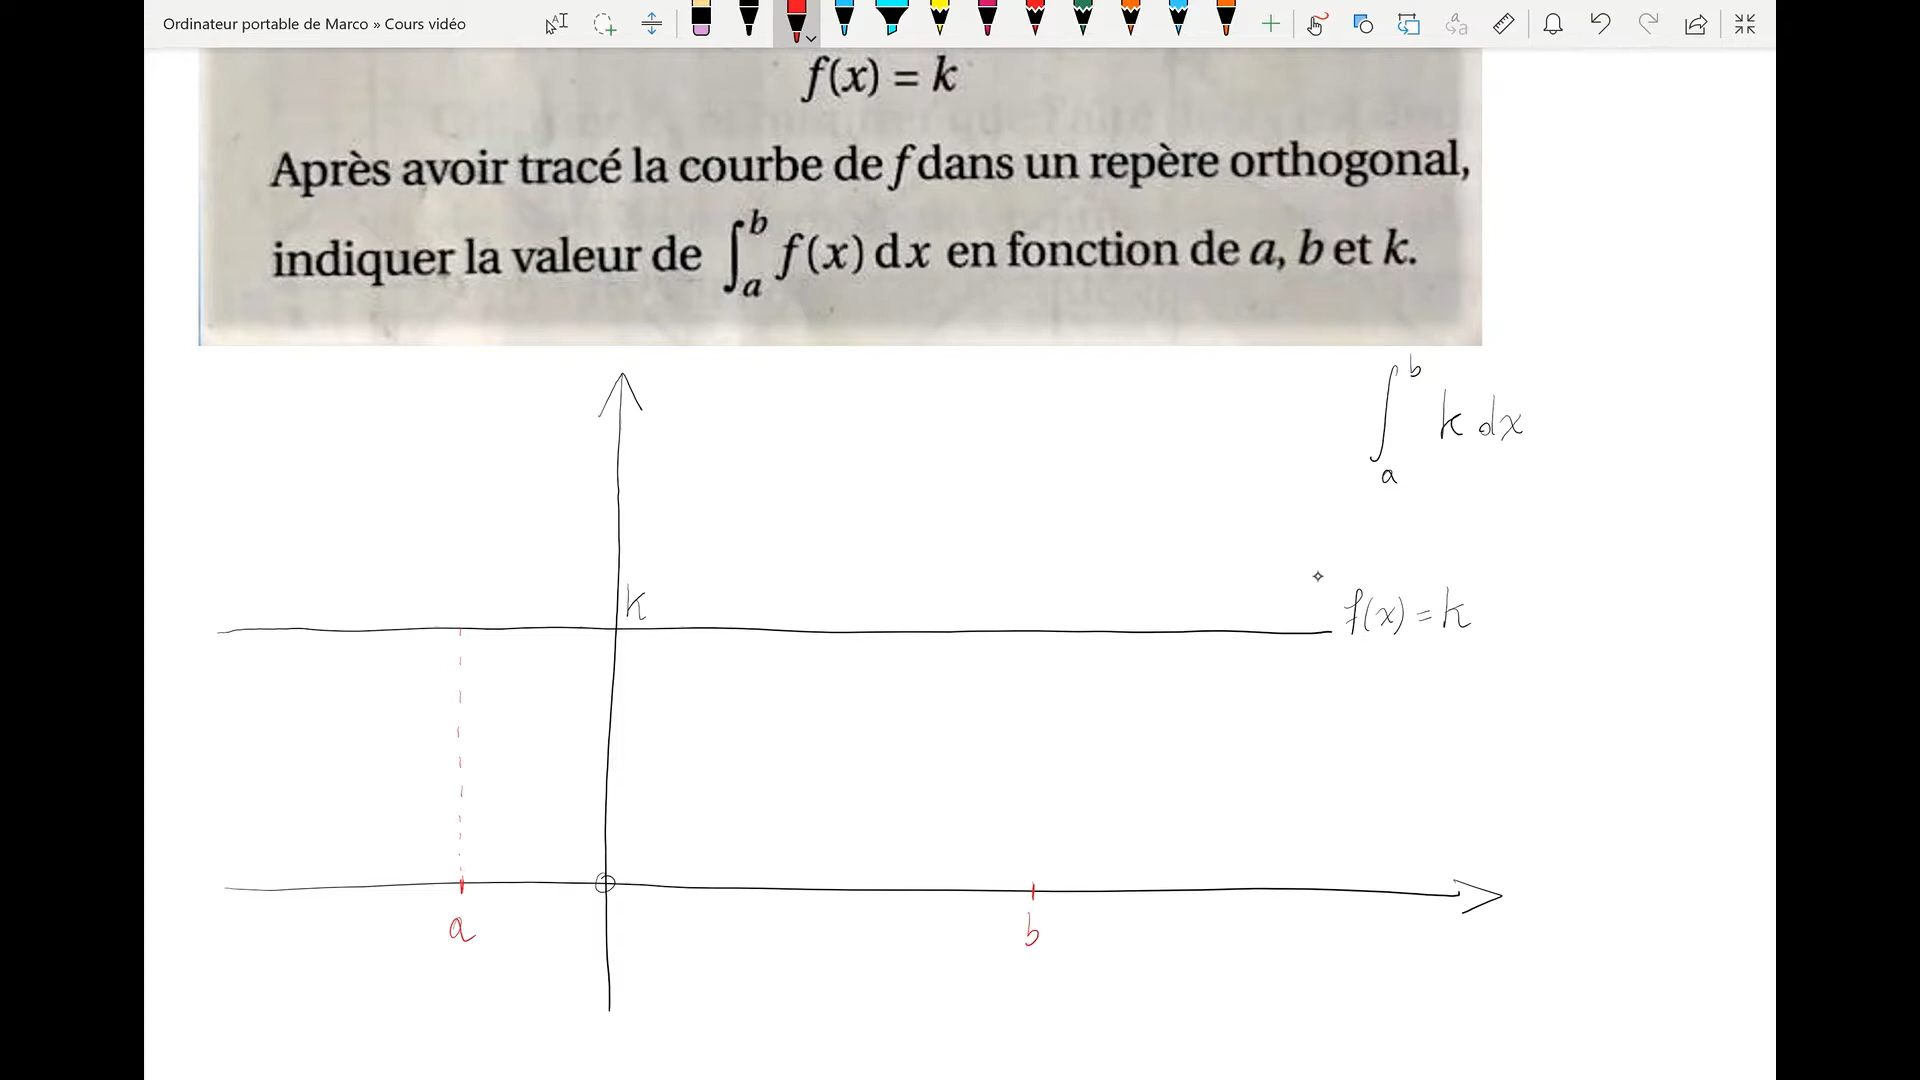 Ordinateur portable de Marco » Cours vidéo
f(x) = k
Après avoir tracé la courbe de f dans un repère orthogonal,
indiquer la valeur de ∫_a^b f(x) dx en fonction de a, b et k.
∫_a^b k dx
k
f(x) = k
a
b